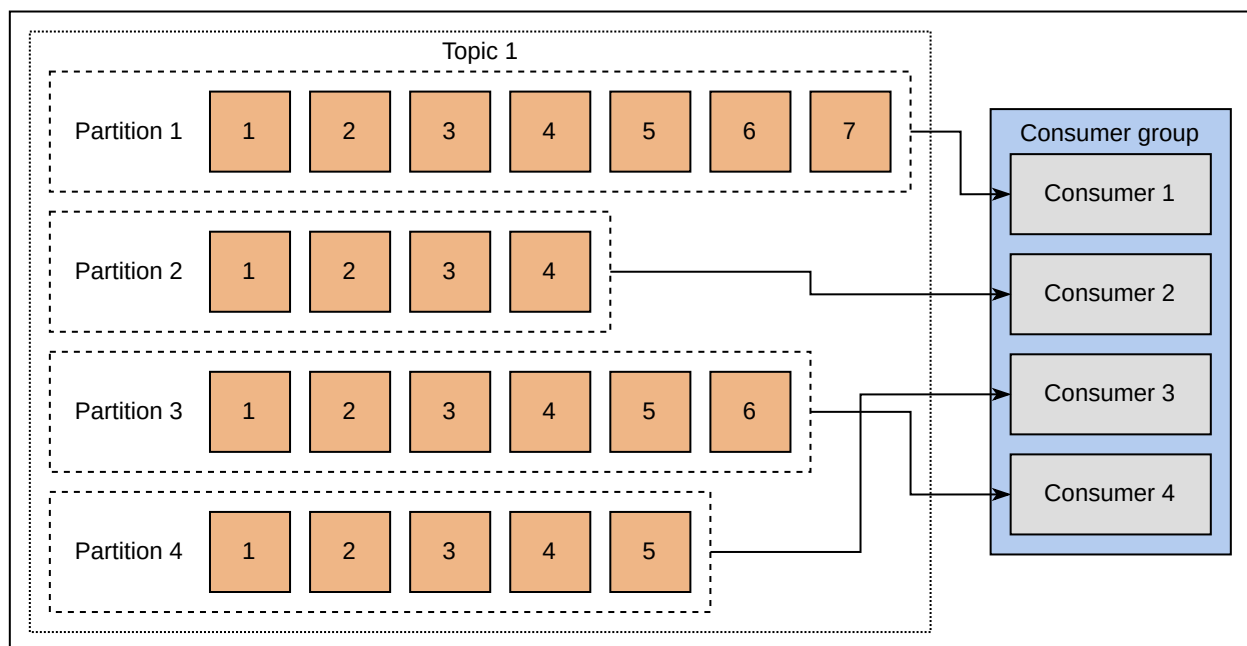 Topic 1
Partition 1 1 2 3 4 5 6 7
Partition 2 1 2 3 4
Partition 3 1 2 3 4 5 6
Partition 4 1 2 3 4 5
Consumer group
Consumer 1
Consumer 2
Consumer 3
Consumer 4